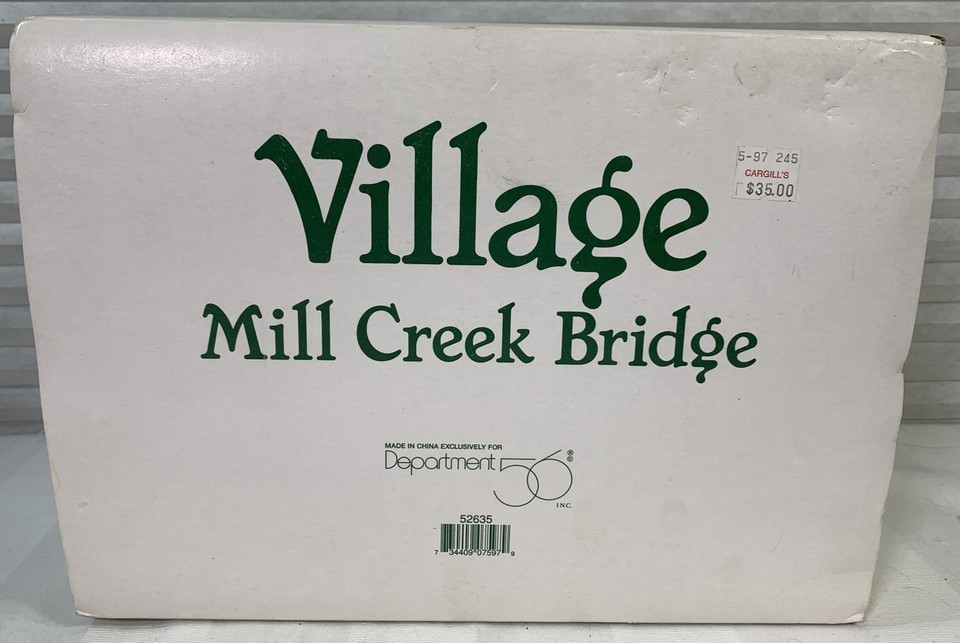 Village
Mill Creek Bridge
5-97 245
CARGILL'S
$35.00
MADE IN CHINA EXCLUSIVELY FOR
Department 56 ® ©
INC.
52635
7 34409 07597 9